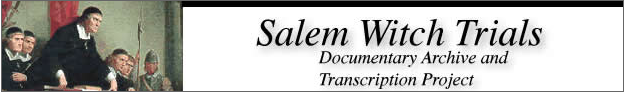 Salem Witch Trials
Documentary Archive and
Transcription Project